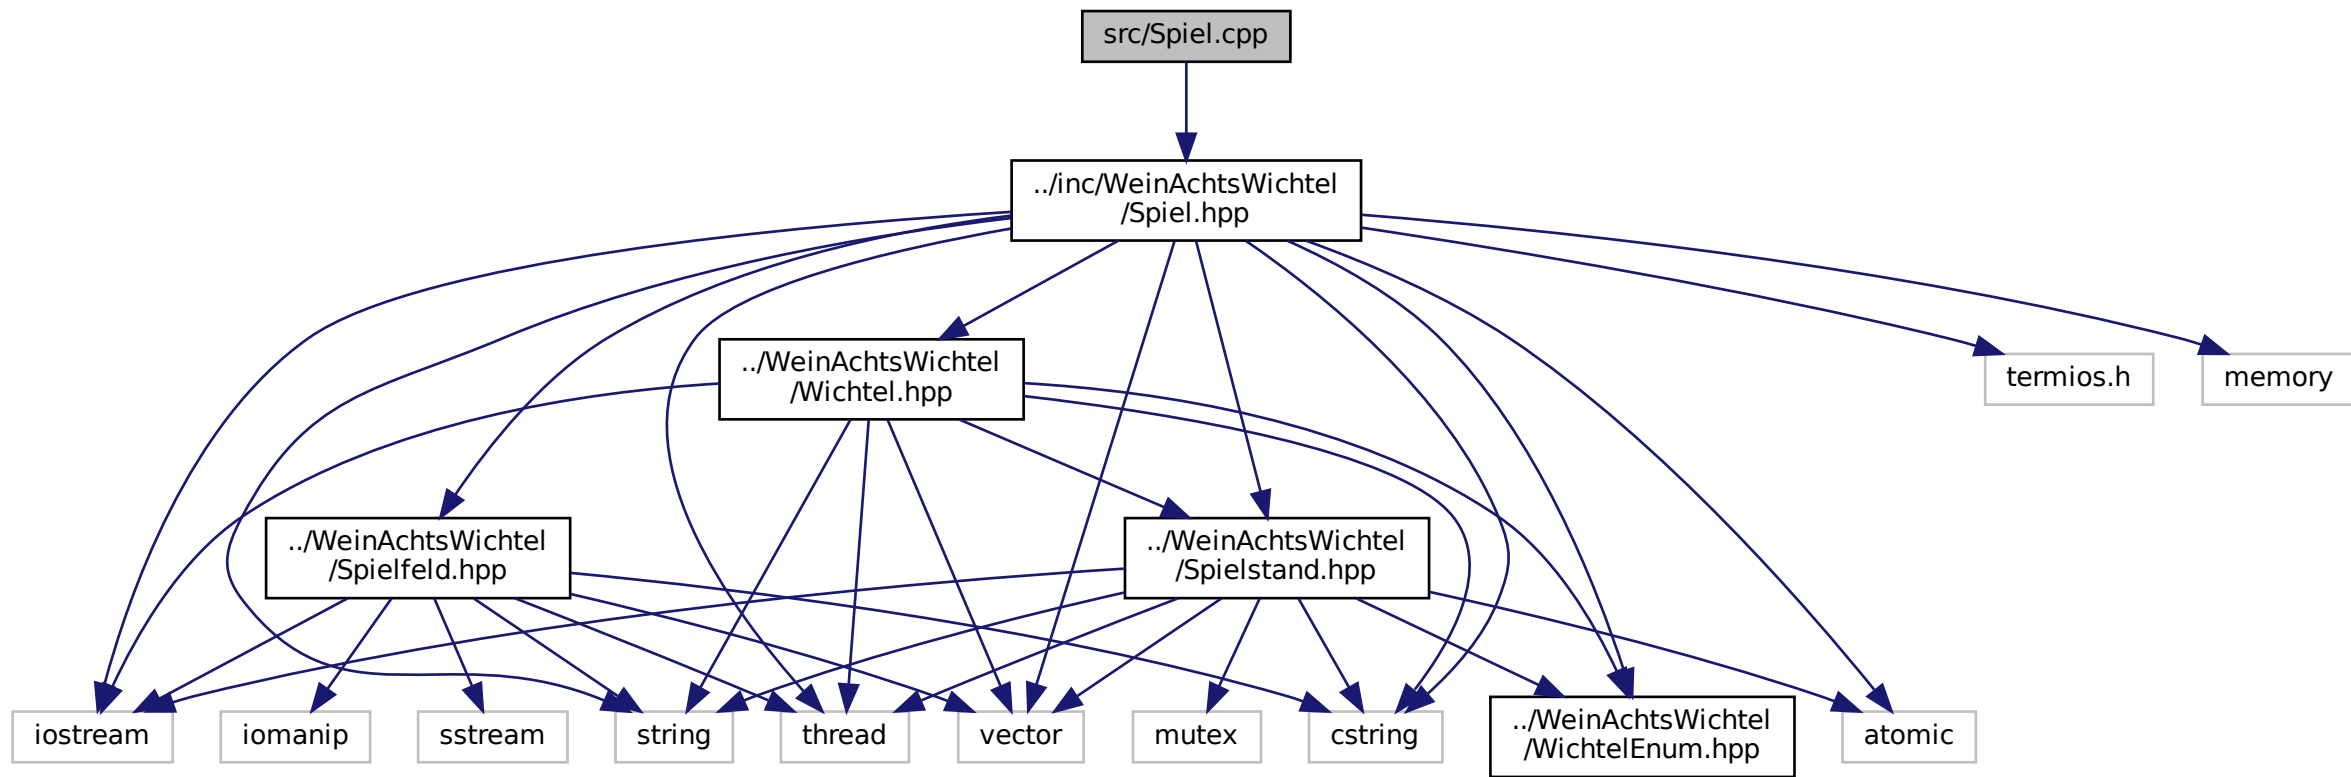 src/Spiel.cpp
../inc/WeinAchtsWichtel
/Spiel.hpp
../WeinAchtsWichtel
/Wichtel.hpp
termios.h
memory
../WeinAchtsWichtel
/Spielfeld.hpp
../WeinAchtsWichtel
/Spielstand.hpp
iostream
iomanip
sstream
string
thread
vector
mutex
cstring
../WeinAchtsWichtel
/WichtelEnum.hpp
atomic